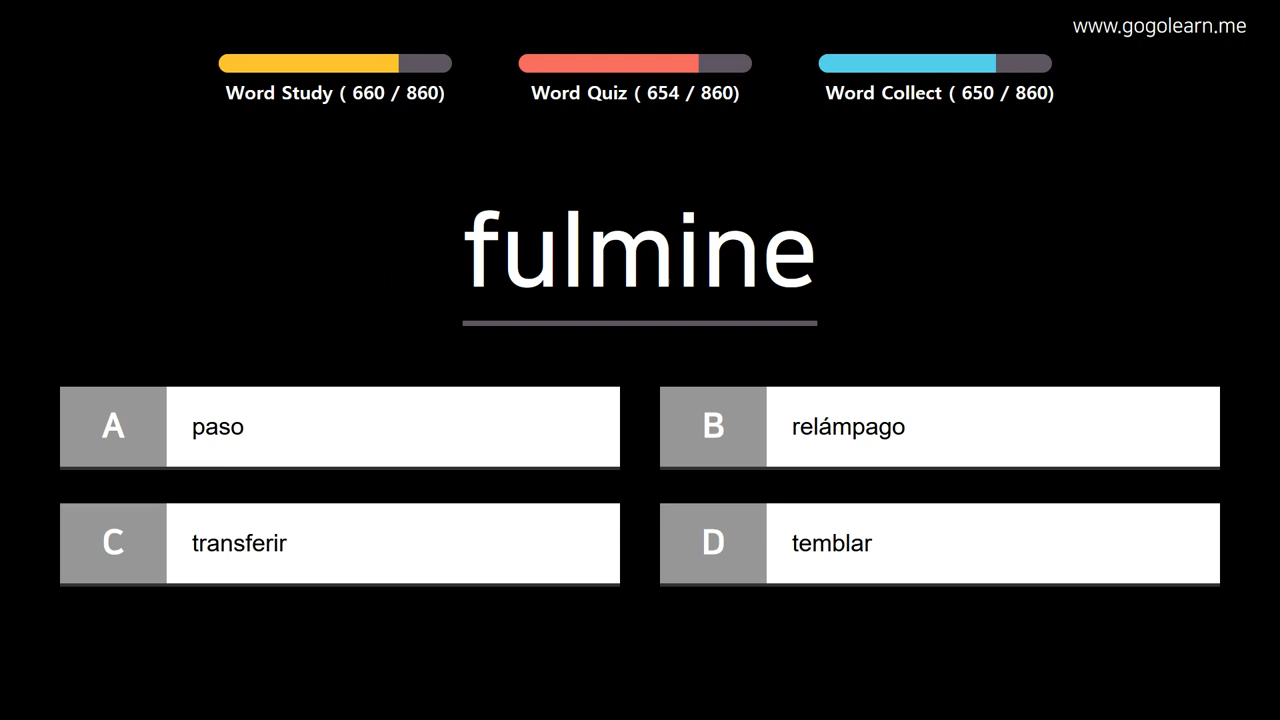 www.gogolearn.me
Word Study ( 660 / 860)
Word Quiz ( 654 / 860)
Word Collect ( 650 / 860)
fulmine
A paso
B relámpago
C transferir
D temblar